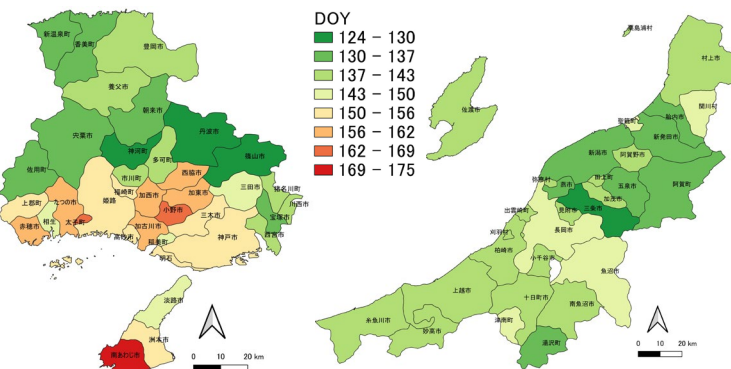 新温泉町
香美町
豊岡市
養父市
朝来市
宍粟市
丹波市
神河町
篠山市
多可町
佐用町
市川町
西脇市
三田市
猪名川町
福崎町
加西市
加東市
川西市
上郡町
たつの市
姫路
小野市
宝塚市
相生
三木市
西宮市
赤穂市
太子町
加古川市
神戸市
高砂市
稲美町
明石
淡路市
洲本市
南あわじ市
0 10 20 km
DOY
124 - 130
130 - 137
137 - 143
143 - 150
150 - 156
156 - 162
162 - 169
169 - 175
粟島浦村
村上市
関川村
佐渡市
胎内市
聖籠町
新発田市
新潟市
阿賀野市
弥彦村
田上町
五泉市
阿賀町
燕市
加茂市
三条市
出雲崎町
見附市
長岡市
刈羽村
柏崎市
小千谷市
魚沼市
上越市
十日町市
南魚沼市
糸魚川市
妙高市
津南町
湯沢町
0 10 20 km